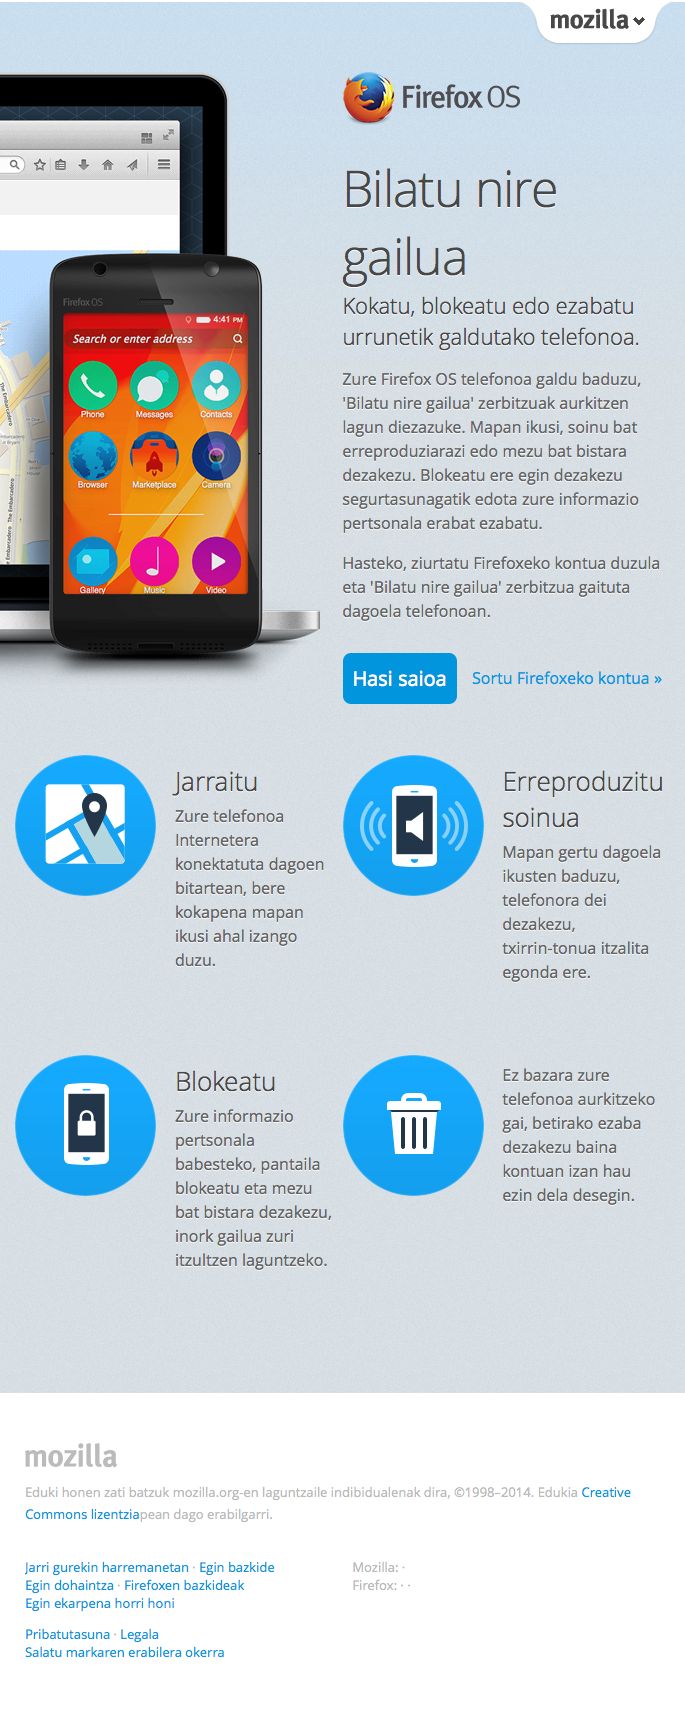 mozilla
Firefox OS
Bilatu nire
gailua
Kokatu, blokeatu edo ezabatu
urrunetik galdutako telefonoa.
Zure Firefox OS telefonoa galdu baduzu,
'Bilatu nire gailua' zerbitzuak aurkitzen
lagun diezazuke. Mapan ikusi, soinu bat
erreproduziarazi edo mezu bat bistara
dezakezu. Blokeatu ere egin dezakezu
segurtasunagatik edota zure informazio
pertsonala erabat ezabatu.
Hasteko, ziurtatu Firefoxeko kontua duzula
eta 'Bilatu nire gailua' zerbitzua gaituta
dagoela telefonoan.
Hasi saioa
Sortu Firefoxeko kontua »
Firefox OS
4:41 PM
Search or enter address
Phone
Messages
Contacts
Browser
Marketplace
Camera
Gallery
Music
Video
The Embarcadero
The Embarcadero
Jarraitu
Zure telefonoa
Internetera
konektatuta dagoen
bitartean, bere
kokapena mapan
ikusi ahal izango
duzu.
Erreproduzitu
soinua
Mapan gertu dagoela
ikusten baduzu,
telefonora dei
dezakezu,
txirrin-tonua itzalita
egonda ere.
Blokeatu
Zure informazio
pertsonala
babesteko, pantaila
blokeatu eta mezu
bat bistara dezakezu,
inork gailua zuri
itzultzen laguntzeko.
Ez bazara zure
telefonoa aurkitzeko
gai, betirako ezaba
dezakezu baina
kontuan izan hau
ezin dela desegin.
mozilla
Eduki honen zati batzuk mozilla.org-en laguntzaile indibidualenak dira, ©1998–2014. Edukia Creative
Commons lizentziapean dago erabilgarri.
Jarri gurekin harremanetan · Egin bazkide
Egin dohaintza · Firefoxen bazkideak
Egin ekarpena horri honi
Pribatutasuna · Legala
Salatu markaren erabilera okerra
Mozilla: ·
Firefox: · ·